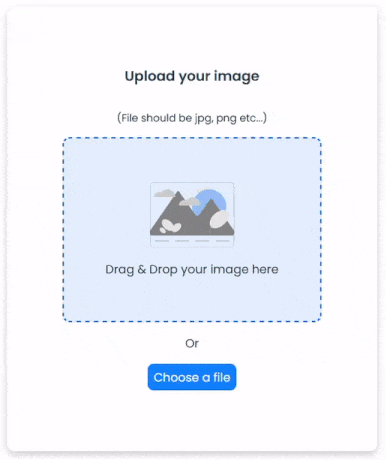 Upload your image
(File should be jpg, png etc...)
Drag & Drop your image here
Or
Choose a file